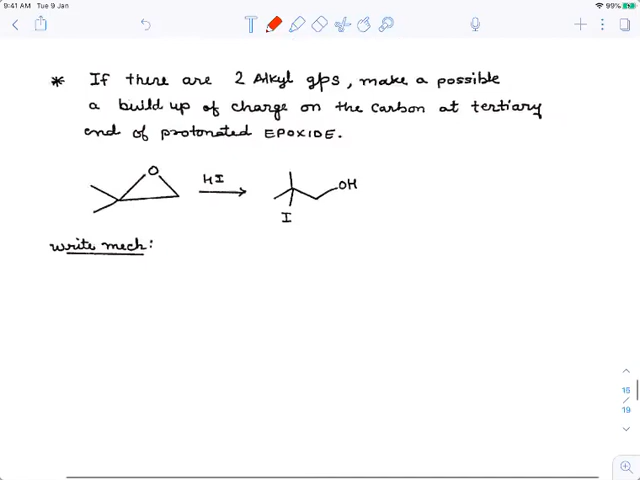 9:41 AM Tue 9 Jan
99%
* If there are 2 Alkyl gps, make a possible
a build up of charge on the carbon at tertiary
end of protonated EPOXIDE.
O
HI
OH
I
write mech:
15
/
19